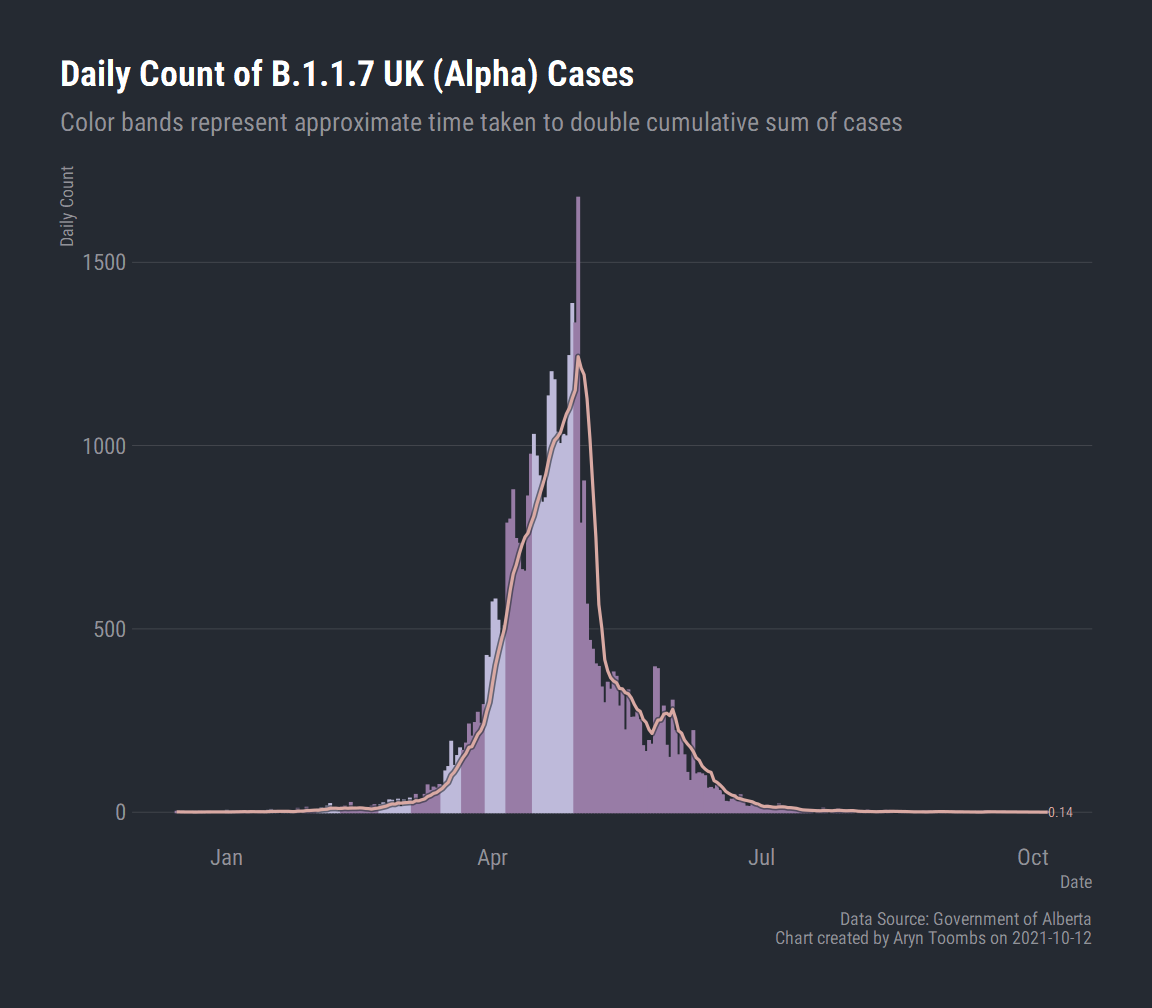 Daily Count of B.1.1.7 UK (Alpha) Cases
Color bands represent approximate time taken to double cumulative sum of cases
Daily Count
1500
1000
500
0
0.14
Jan Apr Jul Oct
Date
Data Source: Government of Alberta
Chart created by Aryn Toombs on 2021-10-12